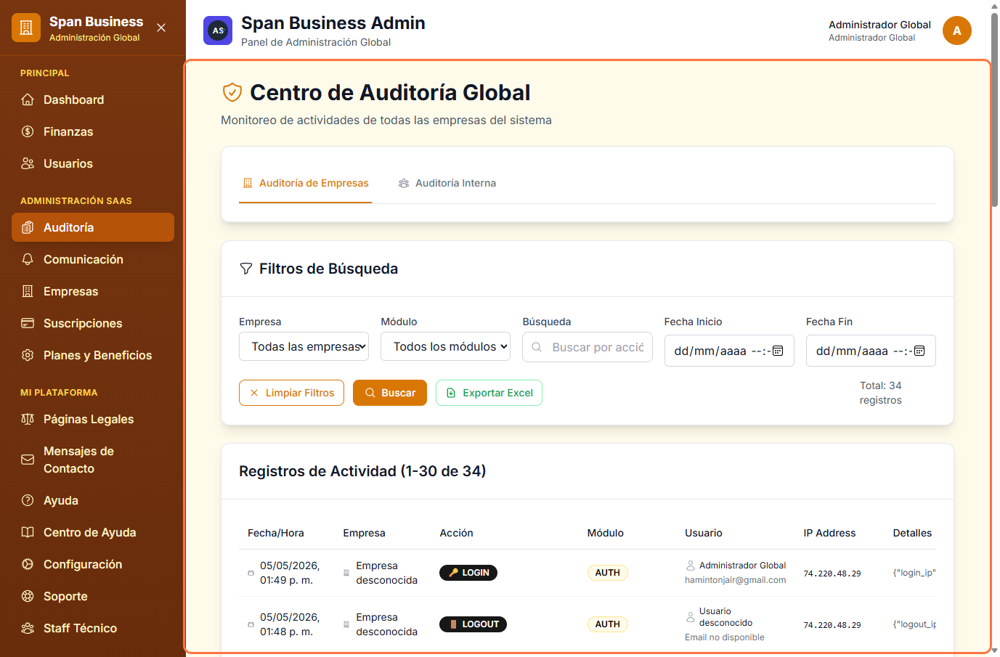 Span Business
Administración Global
PRINCIPAL
Dashboard
Finanzas
Usuarios
ADMINISTRACIÓN SAAS
Auditoría
Comunicación
Empresas
Suscripciones
Planes y Beneficios
MI PLATAFORMA
Páginas Legales
Mensajes de
Contacto
Ayuda
Centro de Ayuda
Configuración
Soporte
Staff Técnico
AS
Span Business Admin
Panel de Administración Global
Administrador Global
Administrador Global
A
Centro de Auditoría Global
Monitoreo de actividades de todas las empresas del sistema
Auditoría de Empresas
Auditoría Interna
Filtros de Búsqueda
Empresa Módulo Búsqueda Fecha Inicio Fecha Fin
Todas las empresas Todos los módulos Buscar por acció dd/mm/aaaa --:- dd/mm/aaaa --:-
Limpiar Filtros Buscar Exportar Excel
Total: 34
registros
Registros de Actividad (1-30 de 34)
Fecha/Hora Empresa Acción Módulo Usuario IP Address Detalles
05/05/2026,
01:49 p. m.
Empresa
desconocida
LOGIN
AUTH
Administrador Global
hamintonjair@gmail.com
74.220.48.29
{"login_ip"
05/05/2026,
01:48 p. m.
Empresa
desconocida
LOGOUT
AUTH
Usuario
desconocido
Email no disponible
74.220.48.29
{"logout_ip